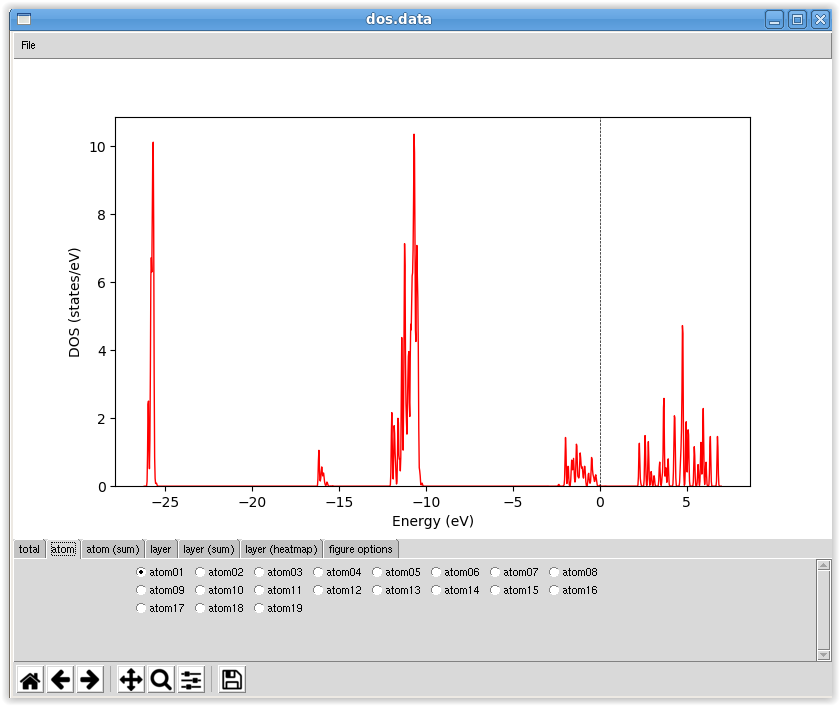 dos.data
File
10
8
6
4
2
0
DOS (states/eV)
−25 −20 −15 −10 −5 0 5
Energy (eV)
total atom atom (sum) layer layer (sum) layer (heatmap) figure options
atom01 atom02 atom03 atom04 atom05 atom06 atom07 atom08
atom09 atom10 atom11 atom12 atom13 atom14 atom15 atom16
atom17 atom18 atom19